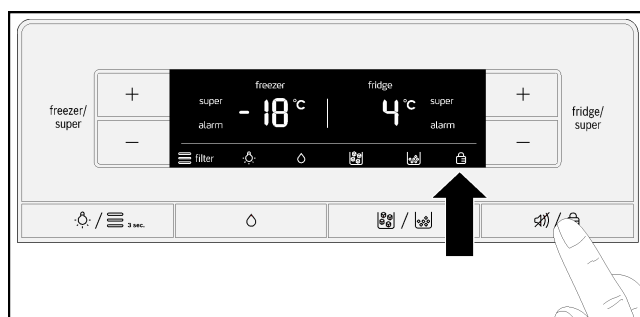 freezer/
super
+
−
freezer
super
alarm
-18 °C
fridge
4 °C
super
alarm
filter
+
−
fridge/
super
/
3 sec.
/
/